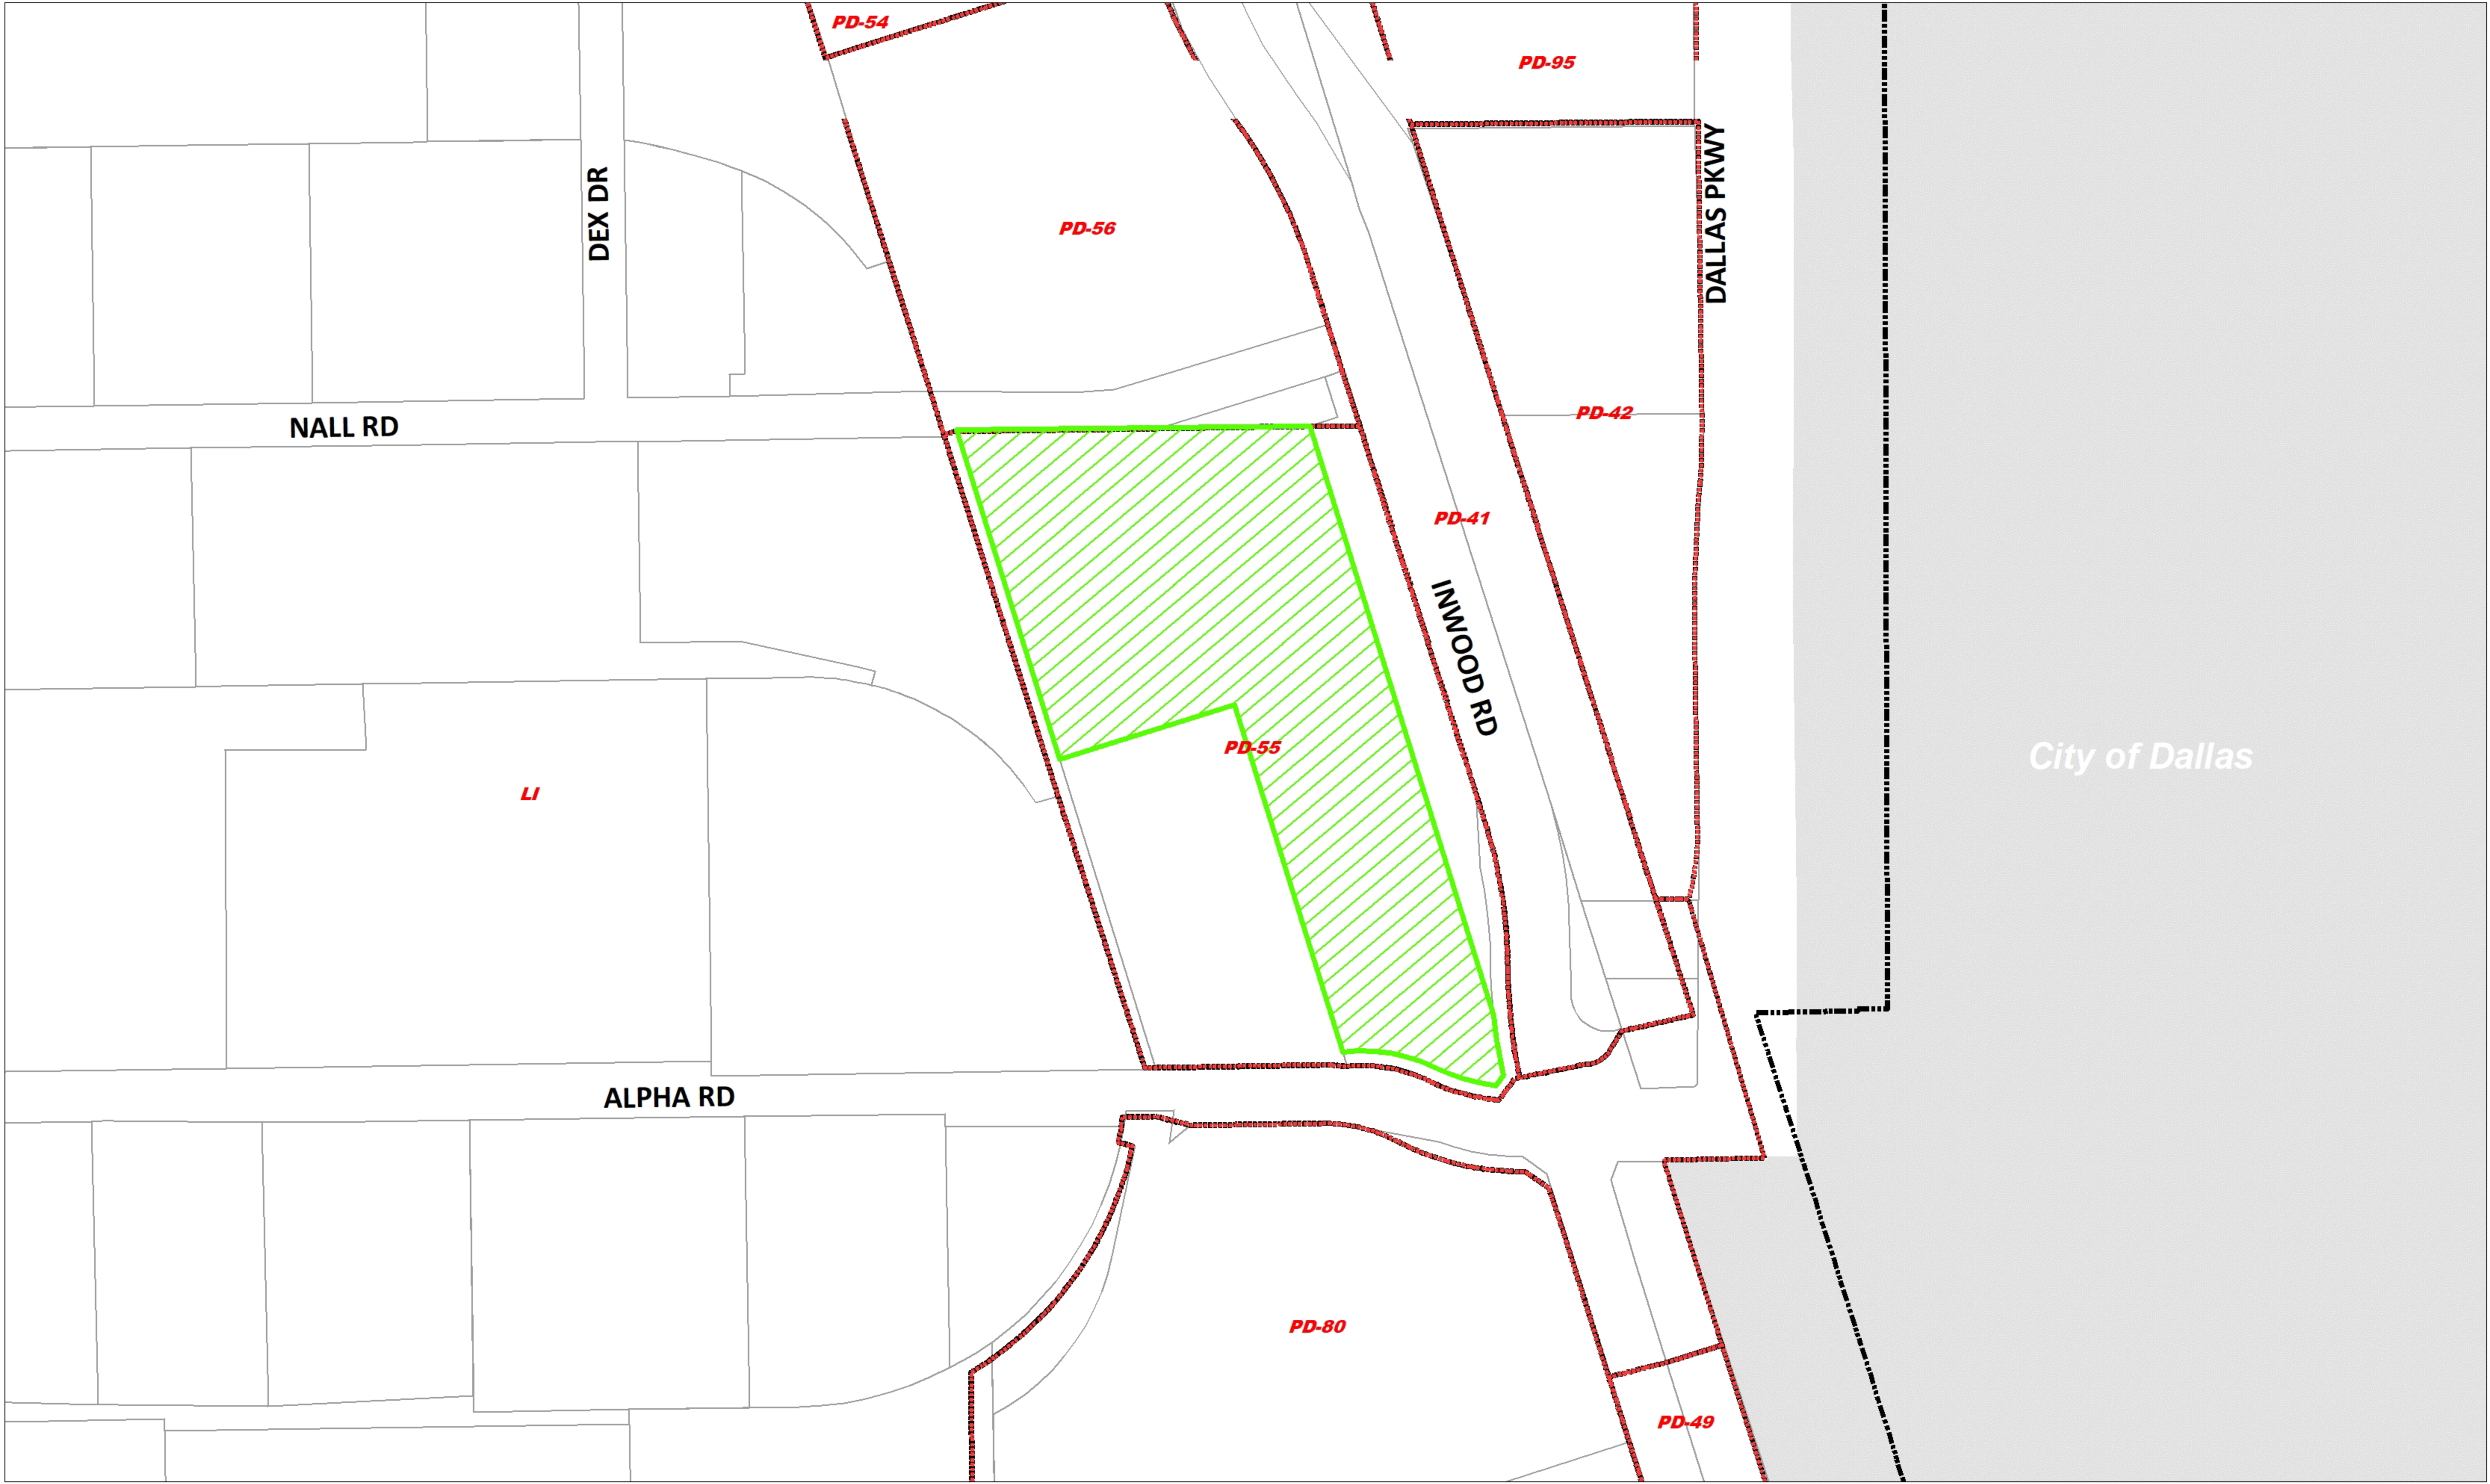 PD-54
PD-95
DEX DR
DALLAS PKWY
PD-56
PD-42
NALL RD
PD-41
INWOOD RD
PD-55
City of Dallas
LI
ALPHA RD
PD-80
PD-49